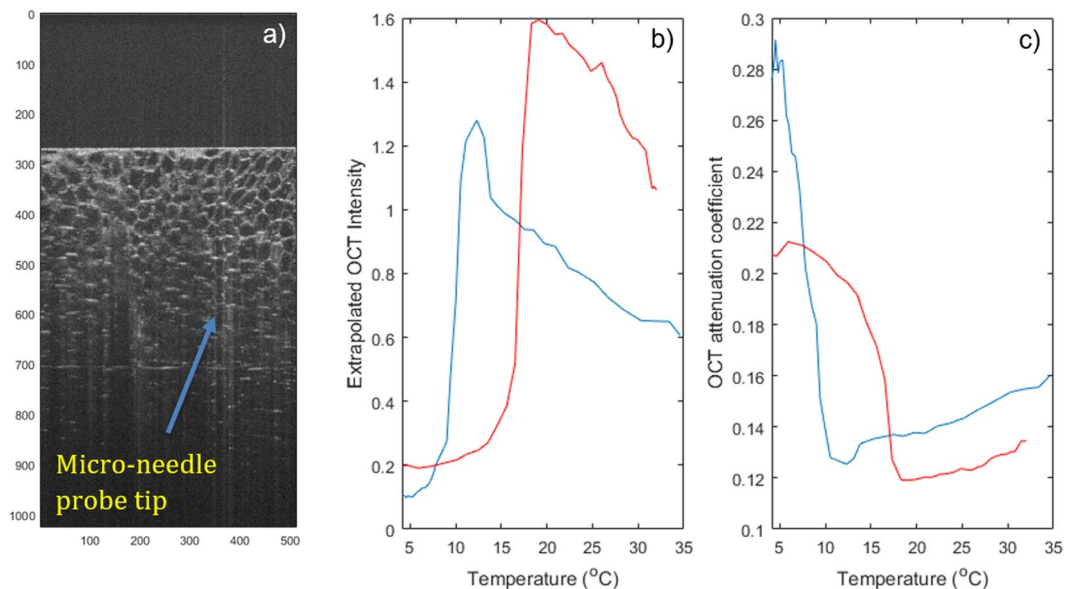 a)
0
100
200
300
400
500
600
700
800
900
1000
100 200 300 400 500
Micro-needle
probe tip
b)
Extrapolated OCT Intensity
1.6
1.4
1.2
1
0.8
0.6
0.4
0.2
0
5 10 15 20 25 30 35
Temperature (°C)
c)
OCT attenuation coefficient
0.3
0.28
0.26
0.24
0.22
0.2
0.18
0.16
0.14
0.12
0.1
5 10 15 20 25 30 35
Temperature (°C)